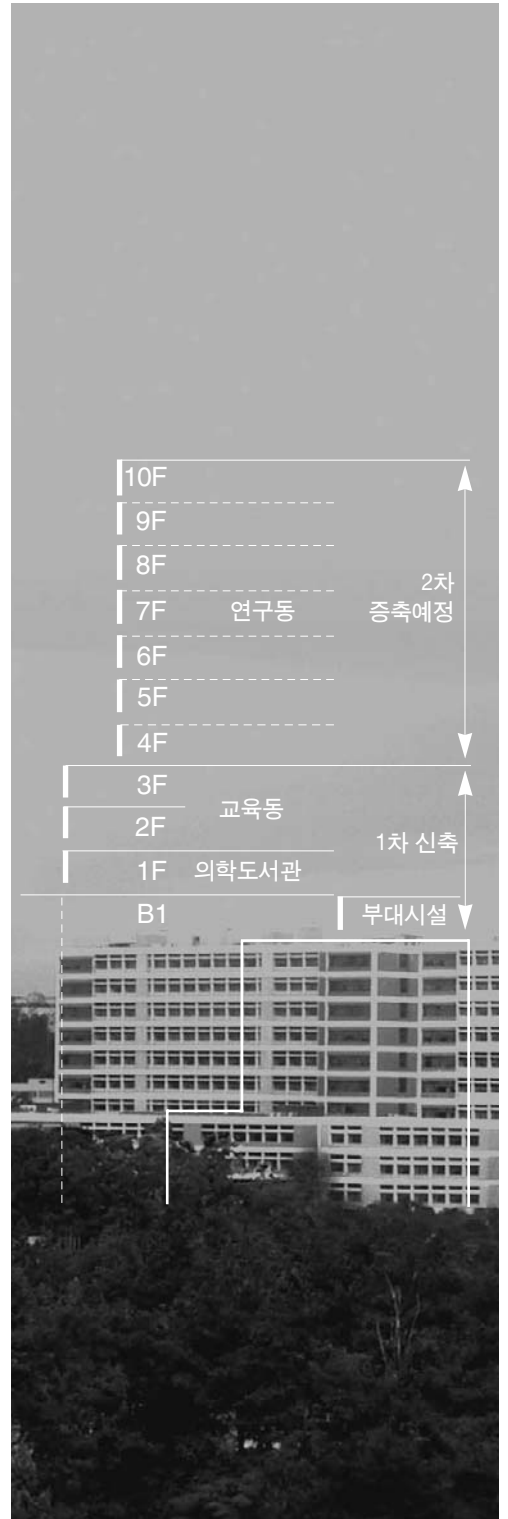 10F
9F
8F
7F 연구동
2차
증축예정
6F
5F
4F
3F
교육동
2F
1차 신축
1F 의학도서관
B1 부대시설